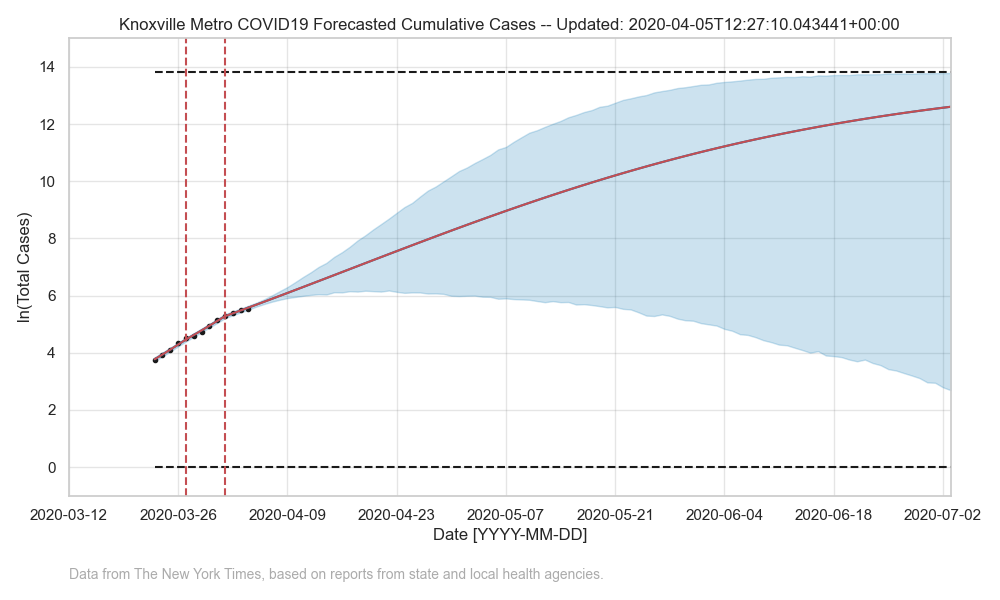 Knoxville Metro COVID19 Forecasted Cumulative Cases -- Updated: 2020-04-05T12:27:10.043441+00:00
14
12
10
8
6
4
2
0
ln(Total Cases)
2020-03-12 2020-03-26 2020-04-09 2020-04-23 2020-05-07 2020-05-21 2020-06-04 2020-06-18 2020-07-02
Date [YYYY-MM-DD]
Data from The New York Times, based on reports from state and local health agencies.